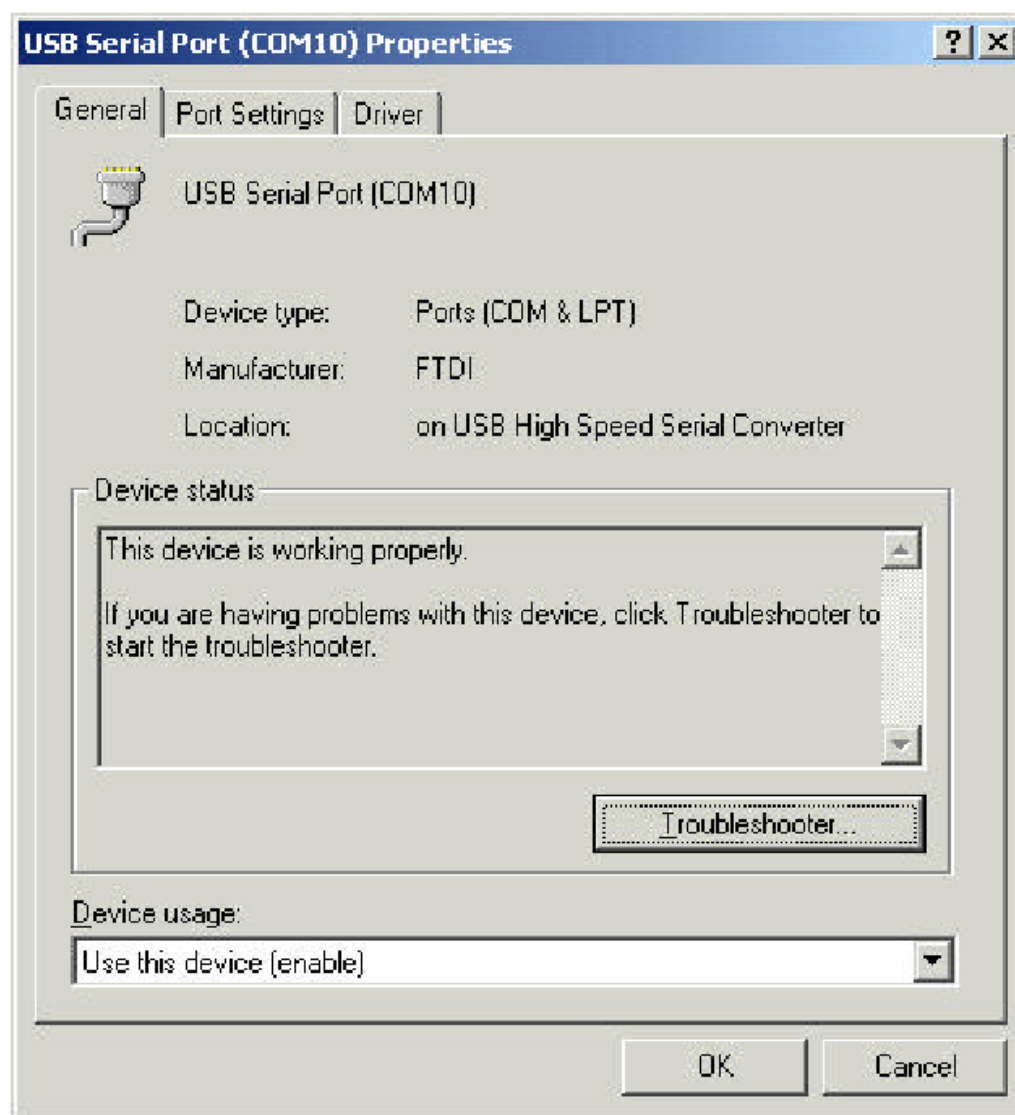 USB Serial Port (COM10) Properties
General Port Settings Driver
USB Serial Port (COM10)
Device type: Ports (COM & LPT)
Manufacturer: FTDI
Location: on USB High Speed Serial Converter
Device status
This device is working properly.
If you are having problems with this device, click Troubleshooter to
start the troubleshooter.
Troubleshooter...
Device usage:
Use this device (enable)
OK Cancel